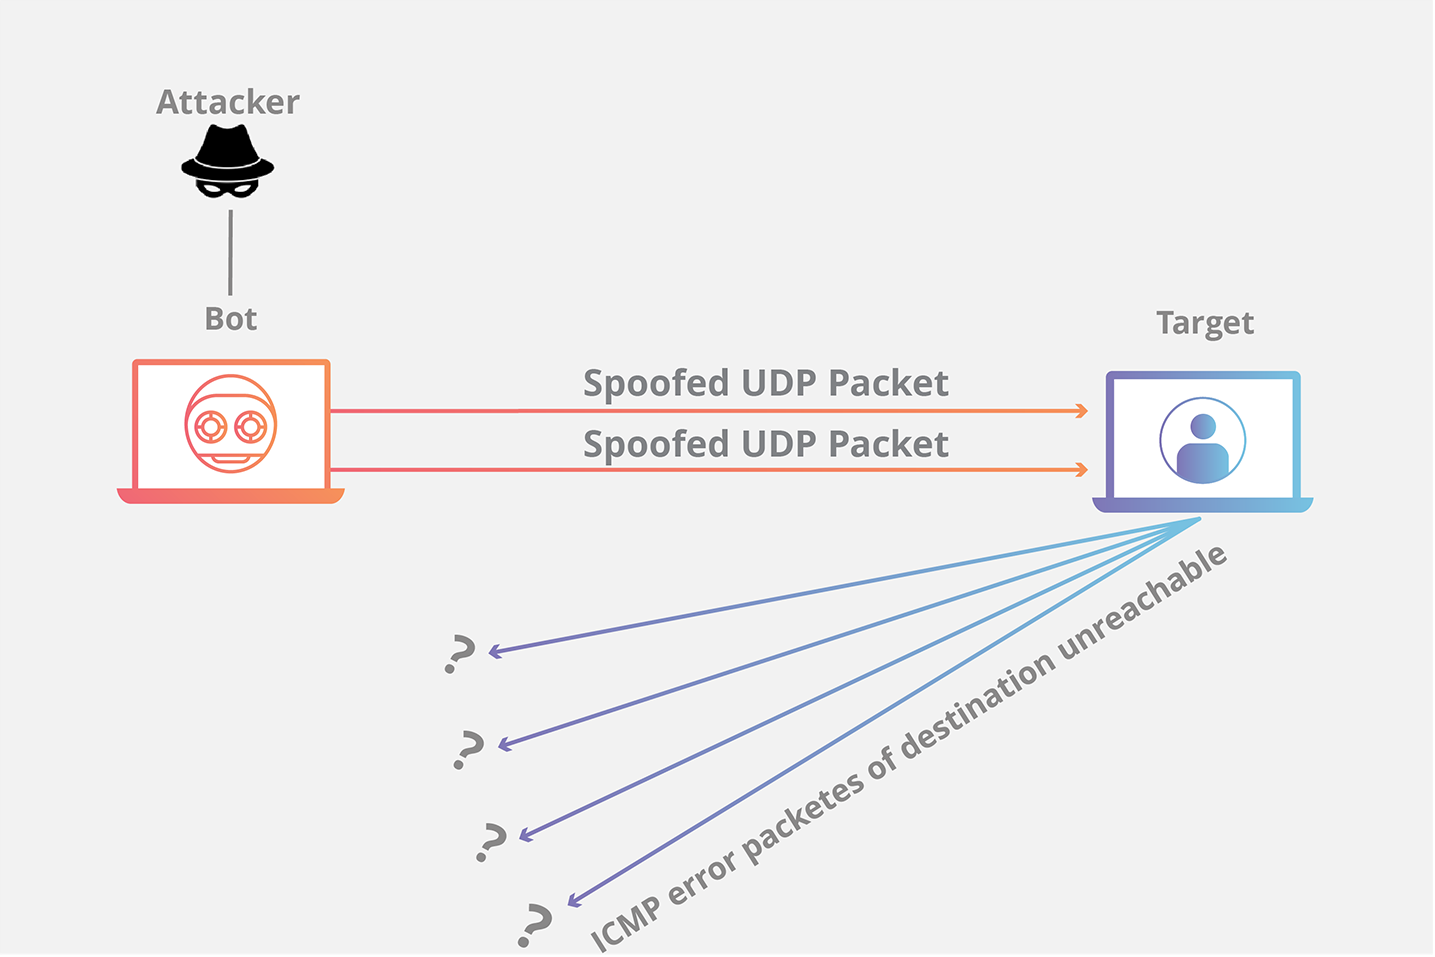 Attacker
Bot
Target
Spoofed UDP Packet
Spoofed UDP Packet
?
?
?
?
ICMP error packetes of destination unreachable